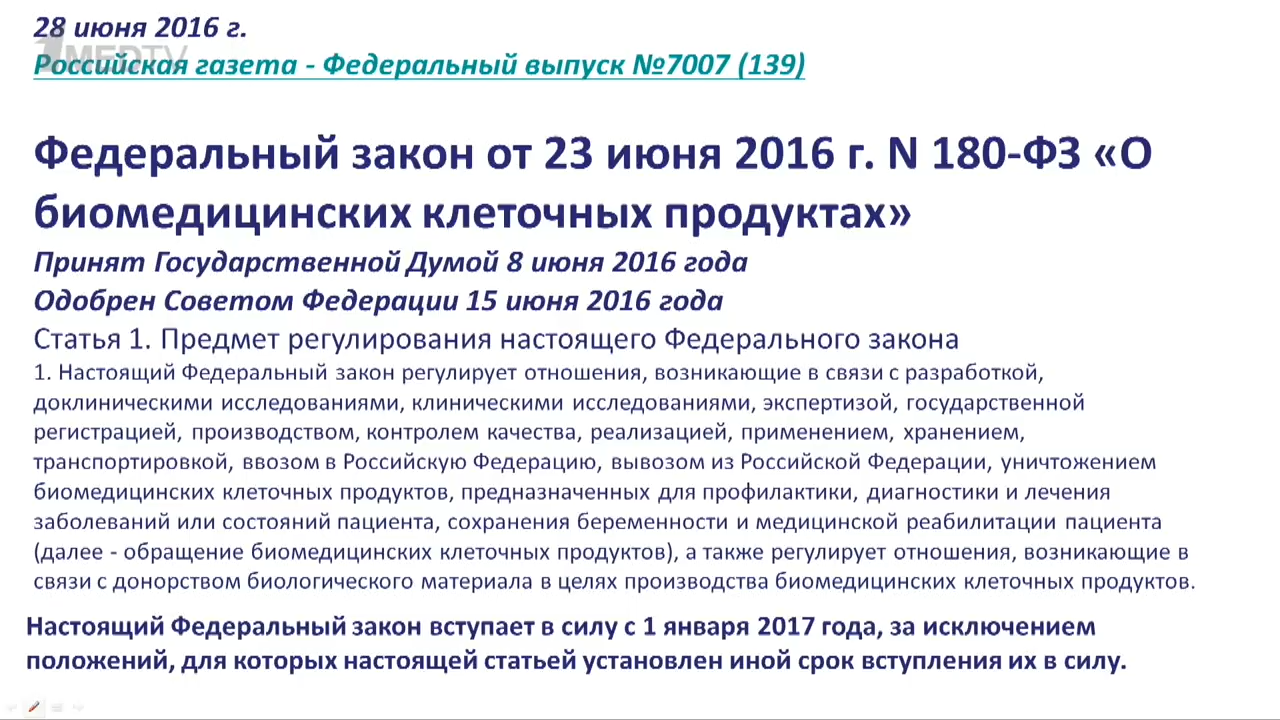 28 июня 2016 г.
1MEDTV
Российская газета - Федеральный выпуск №7007 (139)
Федеральный закон от 23 июня 2016 г. N 180-ФЗ «О
биомедицинских клеточных продуктах»
Принят Государственной Думой 8 июня 2016 года
Одобрен Советом Федерации 15 июня 2016 года
Статья 1. Предмет регулирования настоящего Федерального закона
1. Настоящий Федеральный закон регулирует отношения, возникающие в связи с разработкой,
доклиническими исследованиями, клиническими исследованиями, экспертизой, государственной
регистрацией, производством, контролем качества, реализацией, применением, хранением,
транспортировкой, ввозом в Российскую Федерацию, вывозом из Российской Федерации, уничтожением
биомедицинских клеточных продуктов, предназначенных для профилактики, диагностики и лечения
заболеваний или состояний пациента, сохранения беременности и медицинской реабилитации пациента
(далее - обращение биомедицинских клеточных продуктов), а также регулирует отношения, возникающие в
связи с донорством биологического материала в целях производства биомедицинских клеточных продуктов.
Настоящий Федеральный закон вступает в силу с 1 января 2017 года, за исключением
положений, для которых настоящей статьей установлен иной срок вступления их в силу.